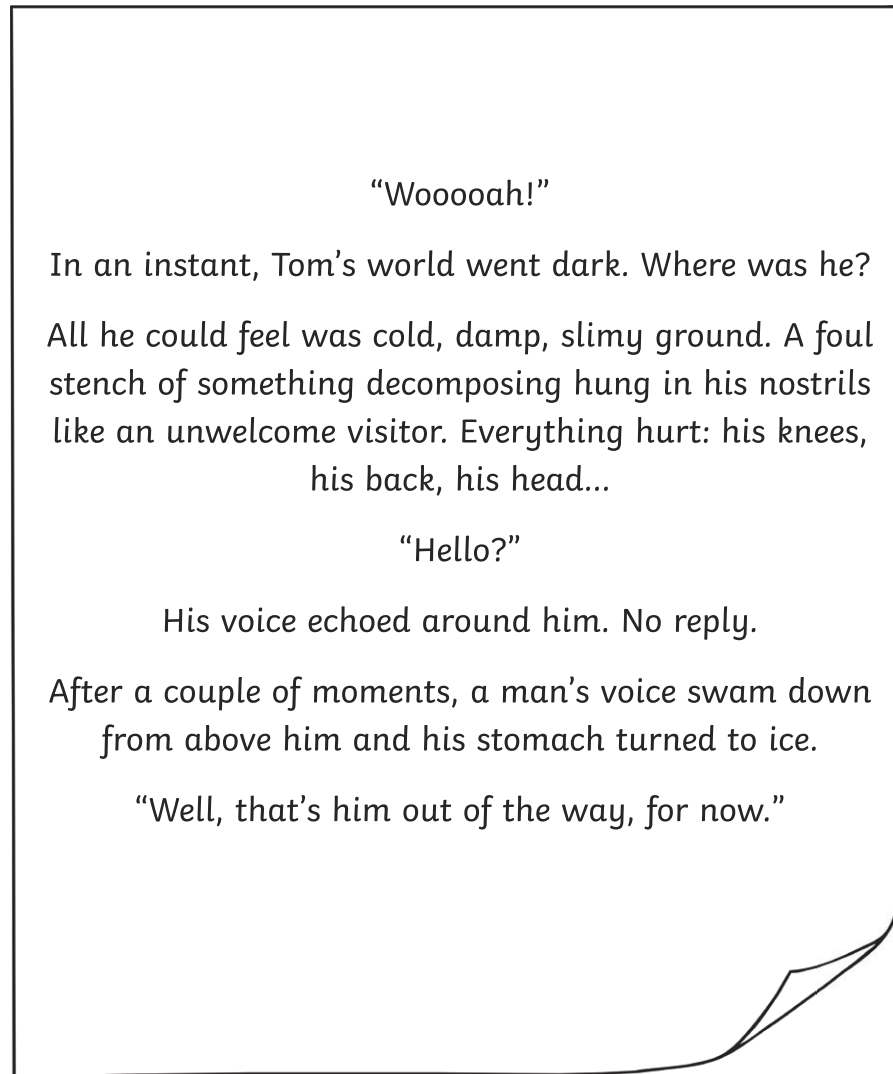 “Wooooah!”
In an instant, Tom’s world went dark. Where was he?
All he could feel was cold, damp, slimy ground. A foul
stench of something decomposing hung in his nostrils
like an unwelcome visitor. Everything hurt: his knees,
his back, his head...
“Hello?”
His voice echoed around him. No reply.
After a couple of moments, a man’s voice swam down
from above him and his stomach turned to ice.
“Well, that’s him out of the way, for now.”